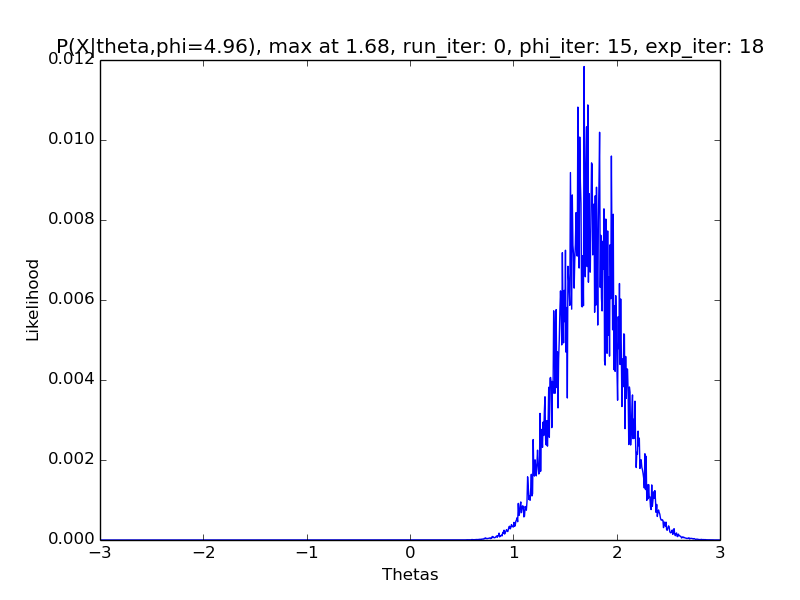 P(X|theta,phi=4.96), max at 1.68, run_iter: 0, phi_iter: 15, exp_iter: 18
0.012
0.010
0.008
0.006
0.004
0.002
0.000
Likelihood
−3 −2 −1 0 1 2 3
Thetas